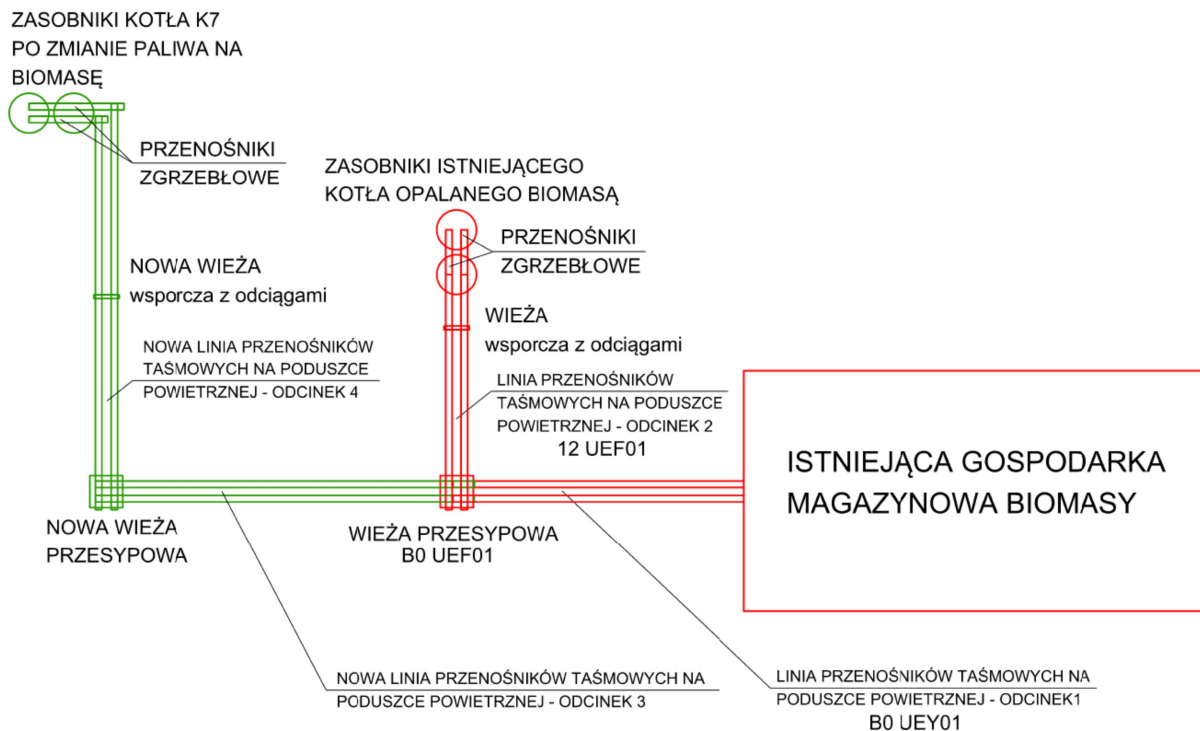 ZASOBNIKI KOTŁA K7
PO ZMIANIE PALIWA NA
BIOMASĘ
PRZENOŚNIKI
ZGRZEBŁOWE
ZASOBNIKI ISTNIEJĄCEGO
KOTŁA OPALANEGO BIOMASĄ
PRZENOŚNIKI
ZGRZEBŁOWE
NOWA WIEŻA
wsporcza z odciągami
WIEŻA
wsporcza z odciągami
NOWA LINIA PRZENOŚNIKÓW
TAŚMOWYCH NA PODUSZCE
POWIETRZNEJ - ODCINEK 4
LINIA PRZENOŚNIKÓW
TAŚMOWYCH NA PODUSZCE
POWIETRZNEJ - ODCINEK 2
12 UEF01
ISTNIEJĄCA GOSPODARKA
MAGAZYNOWA BIOMASY
NOWA WIEŻA
PRZESYPOWA
WIEŻA PRZESYPOWA
B0 UEF01
NOWA LINIA PRZENOŚNIKÓW TAŚMOWYCH NA
PODUSZCE POWIETRZNEJ - ODCINEK 3
LINIA PRZENOŚNIKÓW TAŚMOWYCH NA
PODUSZCE POWIETRZNEJ - ODCINEK1
B0 UEY01